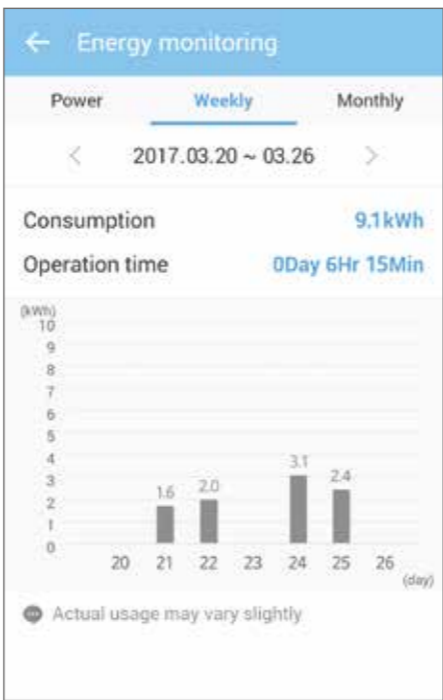 ← Energy monitoring
Power Weekly Monthly
< 2017.03.20 ~ 03.26 >
Consumption 9.1kWh
Operation time 0Day 6Hr 15Min
(kWh)
10
9
8
7
6
5
4
3
2
1
0
1.6 2.0 3.1 2.4
20 21 22 23 24 25 26
(day)
Actual usage may vary slightly